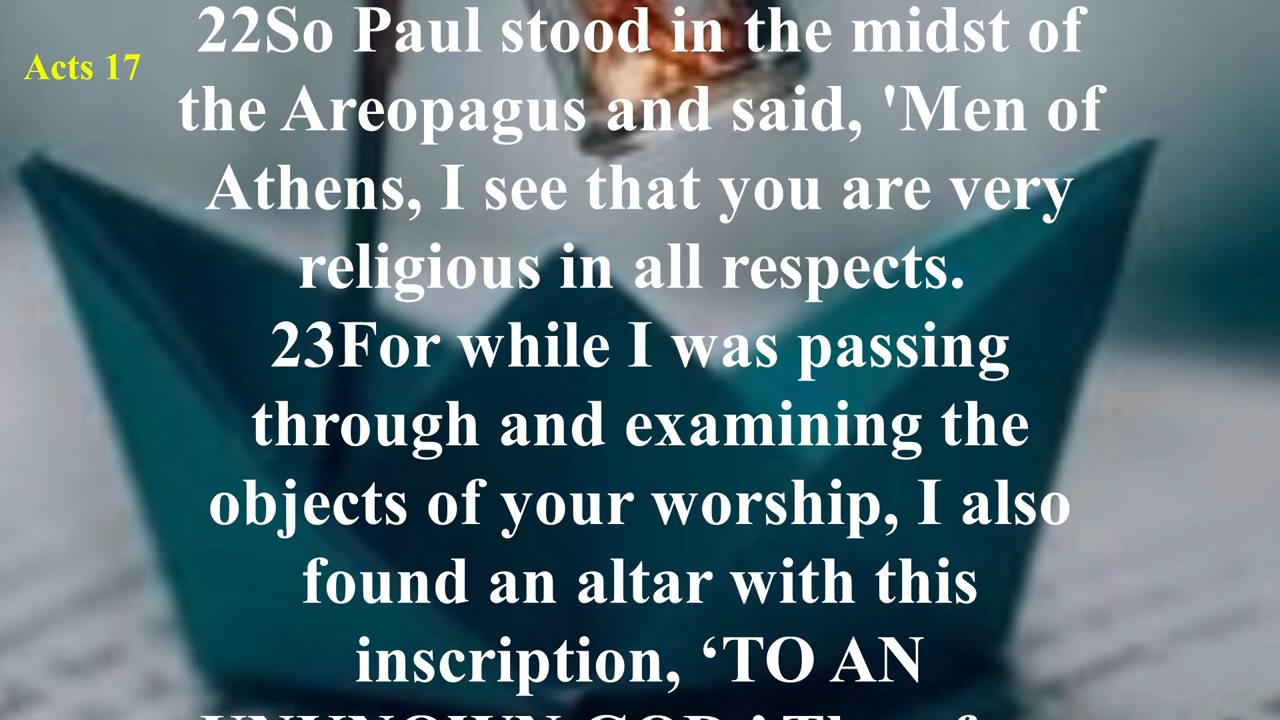 Acts 17
22So Paul stood in the midst of
the Areopagus and said, 'Men of
Athens, I see that you are very
religious in all respects.
23For while I was passing
through and examining the
objects of your worship, I also
found an altar with this
inscription, ‘TO AN